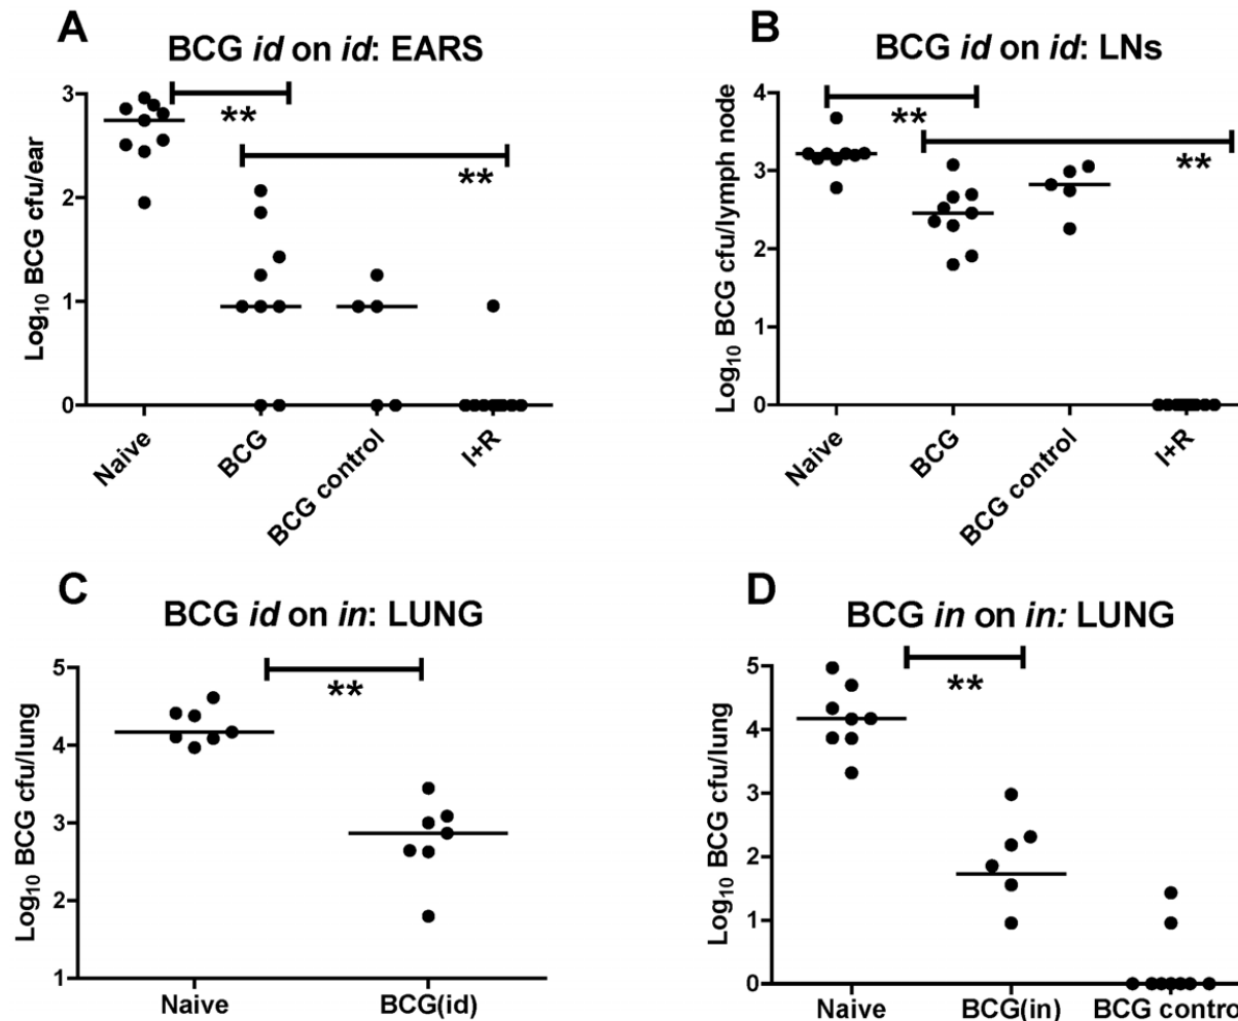 A
BCG id on id: EARS
Log10 BCG cfu/ear
3
2
1
0
**
**
Naive
BCG
BCG control
I+R
B
BCG id on id: LNs
Log10 BCG cfu/lymph node
4
3
2
1
0
**
**
Naive
BCG
BCG control
I+R
C
BCG id on in: LUNG
Log10 BCG cfu/lung
5
4
3
2
1
**
Naive
BCG(id)
D
BCG in on in: LUNG
Log10 BCG cfu/lung
5
4
3
2
1
0
**
Naive
BCG(in)
BCG contro